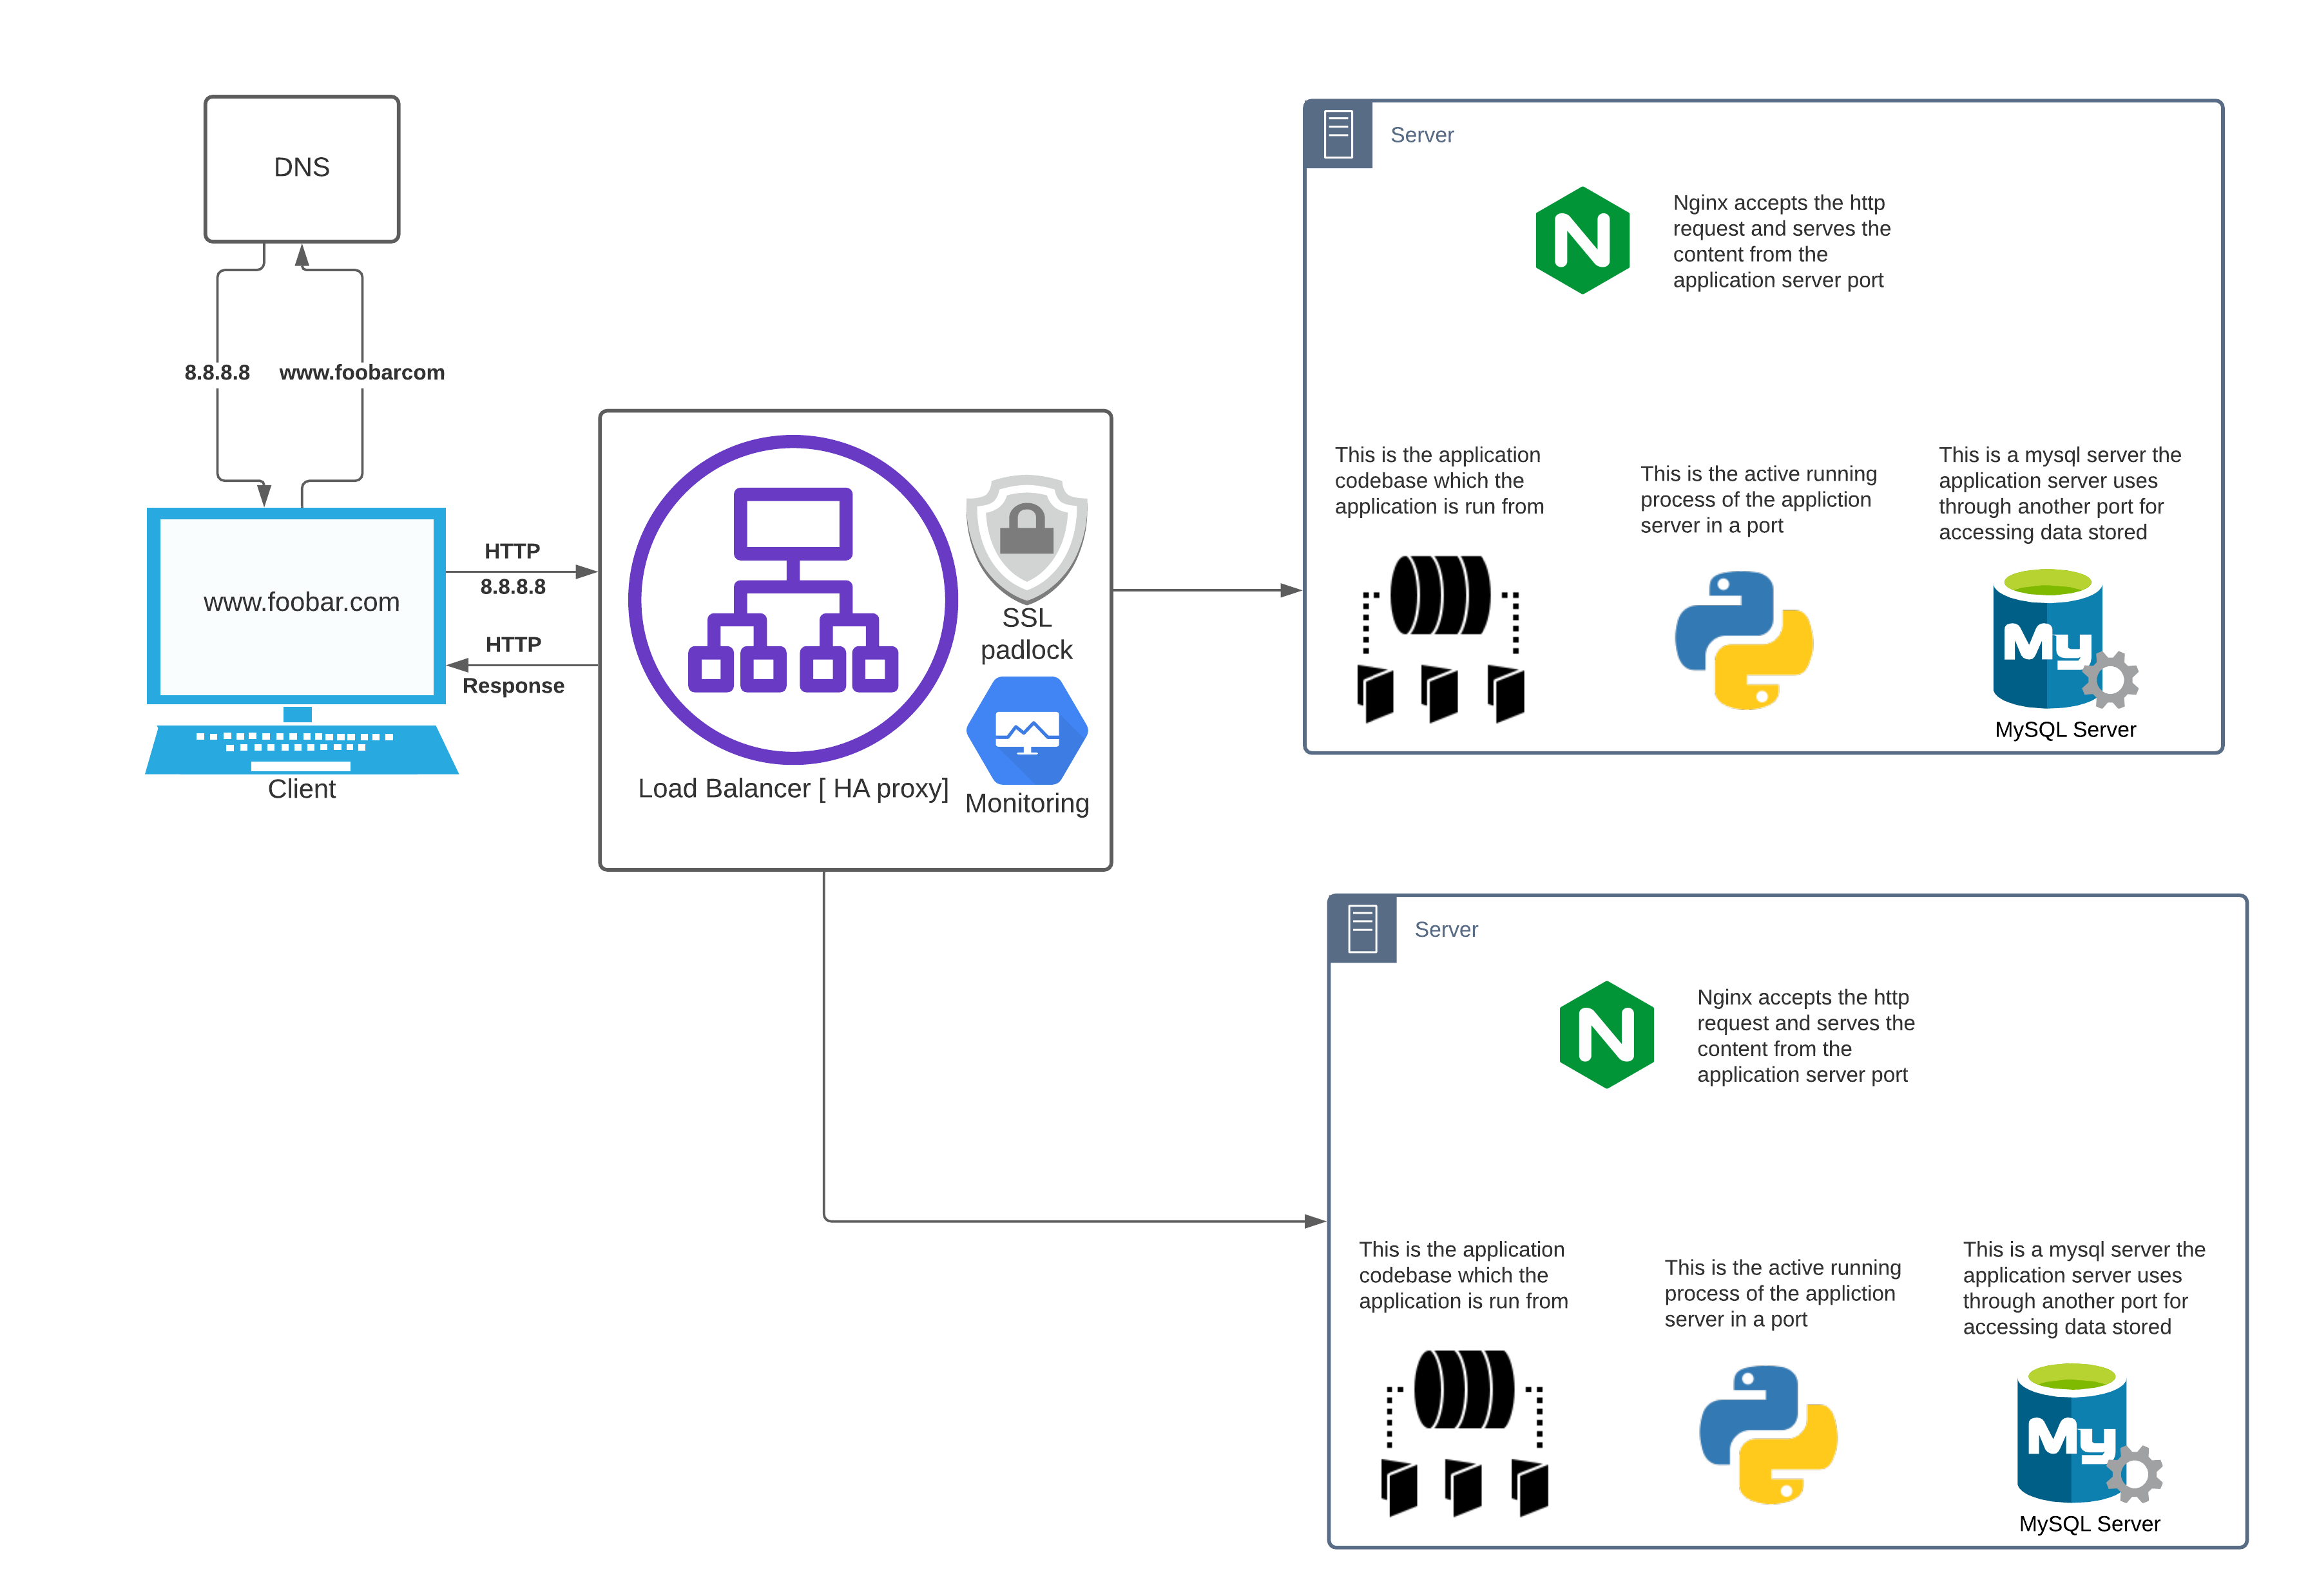 DNS
8.8.8.8
www.foobarcom
www.foobar.com
Client
HTTP
8.8.8.8
HTTP
Response
SSL
padlock
Load Balancer [ HA proxy]
Monitoring
Server
Nginx accepts the http
request and serves the
content from the
application server port
This is the application
codebase which the
application is run from
This is the active running
process of the appliction
server in a port
This is a mysql server the
application server uses
through another port for
accessing data stored
My
MySQL Server
Server
Nginx accepts the http
request and serves the
content from the
application server port
This is the application
codebase which the
application is run from
This is the active running
process of the appliction
server in a port
This is a mysql server the
application server uses
through another port for
accessing data stored
My
MySQL Server